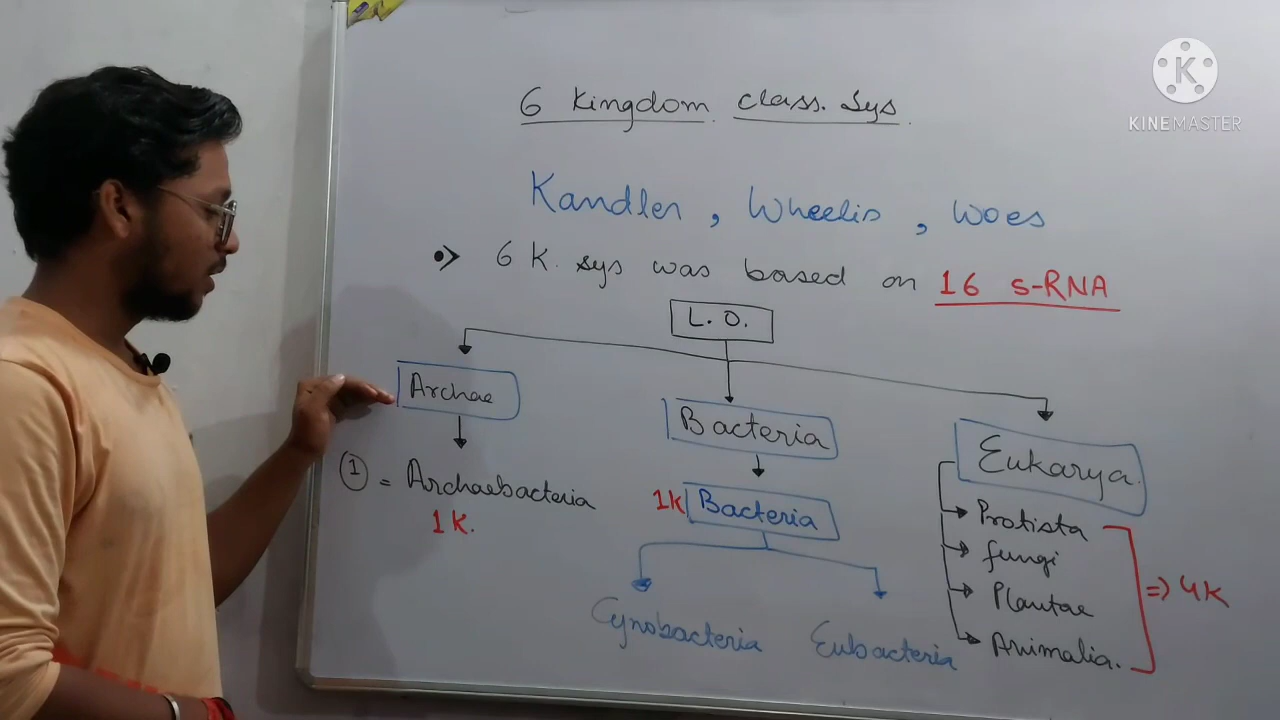 6 Kingdom class. Sys.
KINEMASTER
Kandler, Wheelis, Woes
•> 6 K. sys was based on 16 s-RNA
L. O.
Archae
Bacteria
Eukarya.
① = Archaebacteria
1 K.
1K Bacteria
Protista
fungi
Plantae
Animalia.
=> 4K
Cynobacteria
Eubacteria